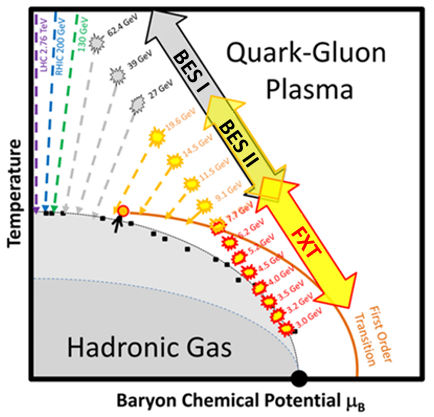 LHC 2.76 TeV
RHIC 200 GeV
130 GeV
62.4 GeV
39 GeV
27 GeV
19.6 GeV
14.5 GeV
11.5 GeV
9.1 GeV
7.7 GeV
6.2 GeV
5.2 GeV
4.5 GeV
4.0 GeV
3.5 GeV
3.2 GeV
3.0 GeV
BES I
BES II
FXT
Quark-Gluon
Plasma
Temperature
Hadronic Gas
First Order
Transition
Baryon Chemical Potential μB